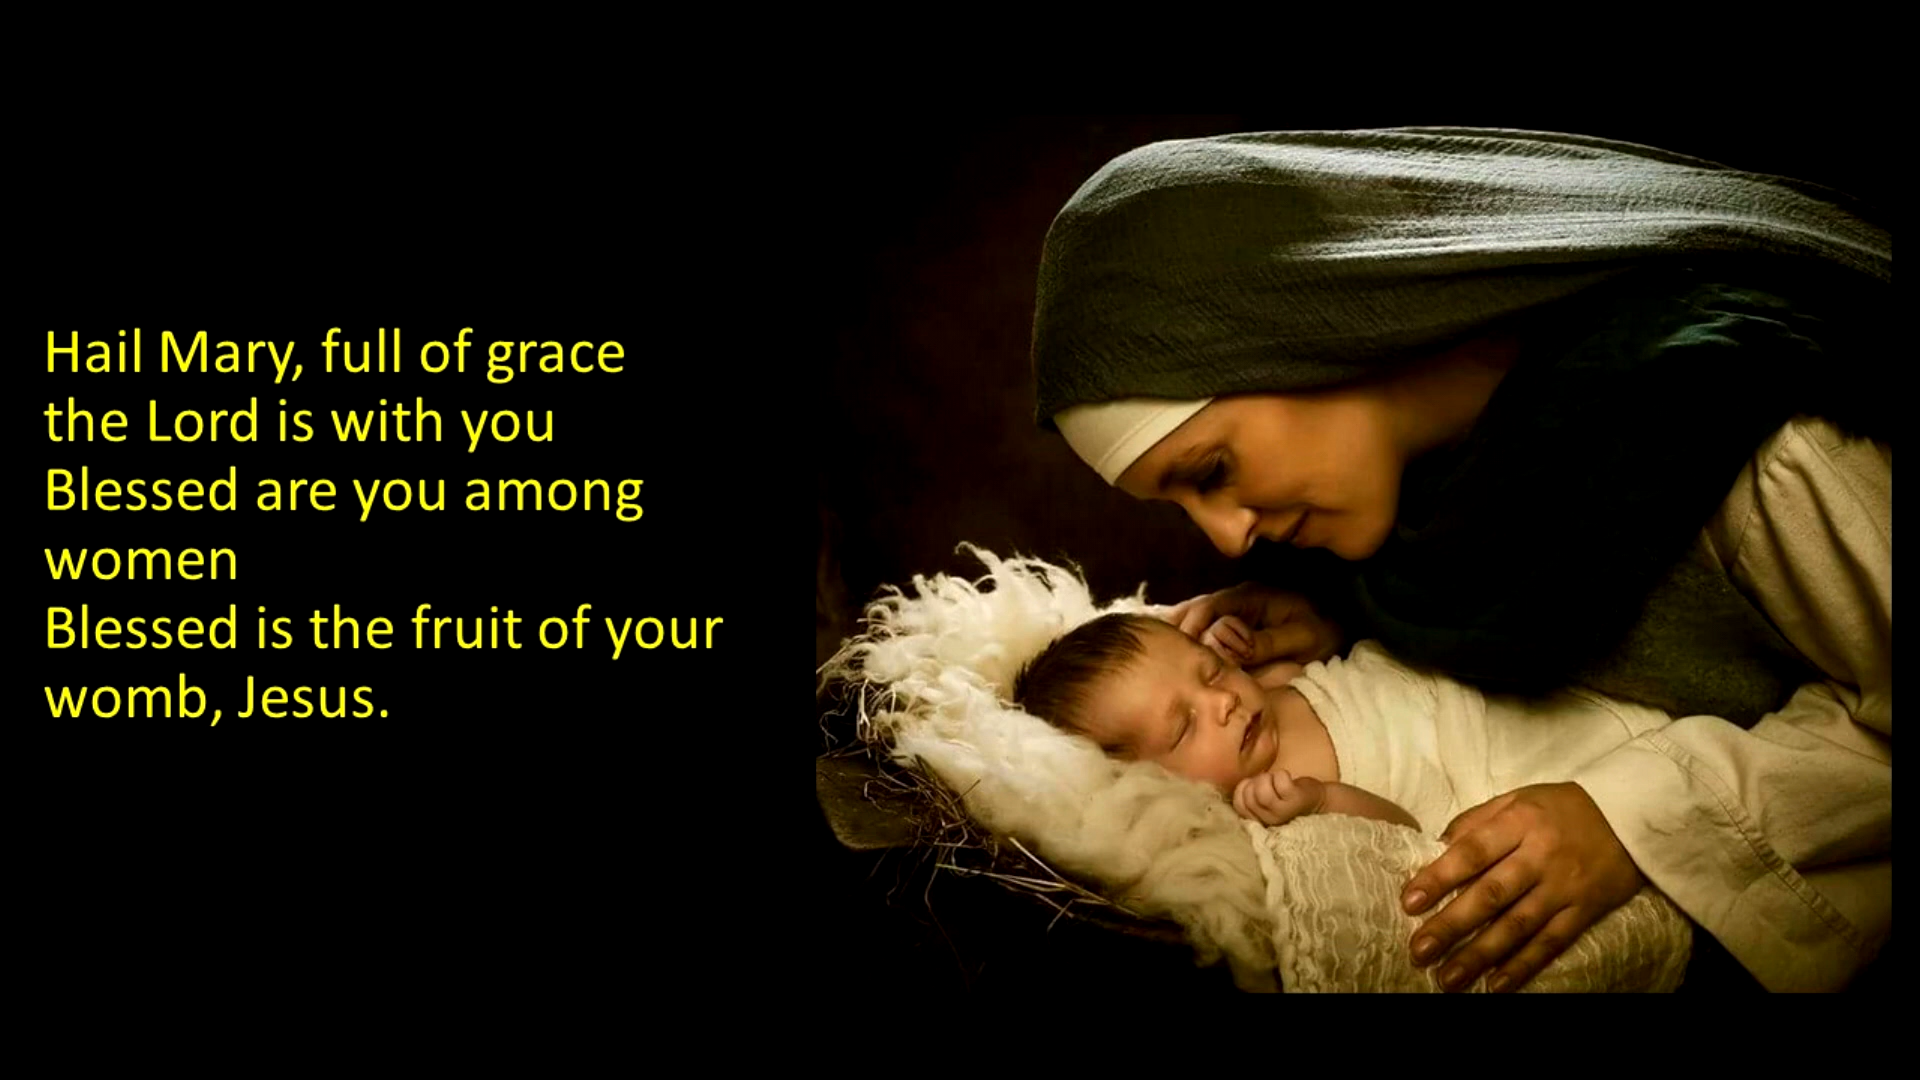 Hail Mary, full of grace
the Lord is with you
Blessed are you among
women
Blessed is the fruit of your
womb, Jesus.